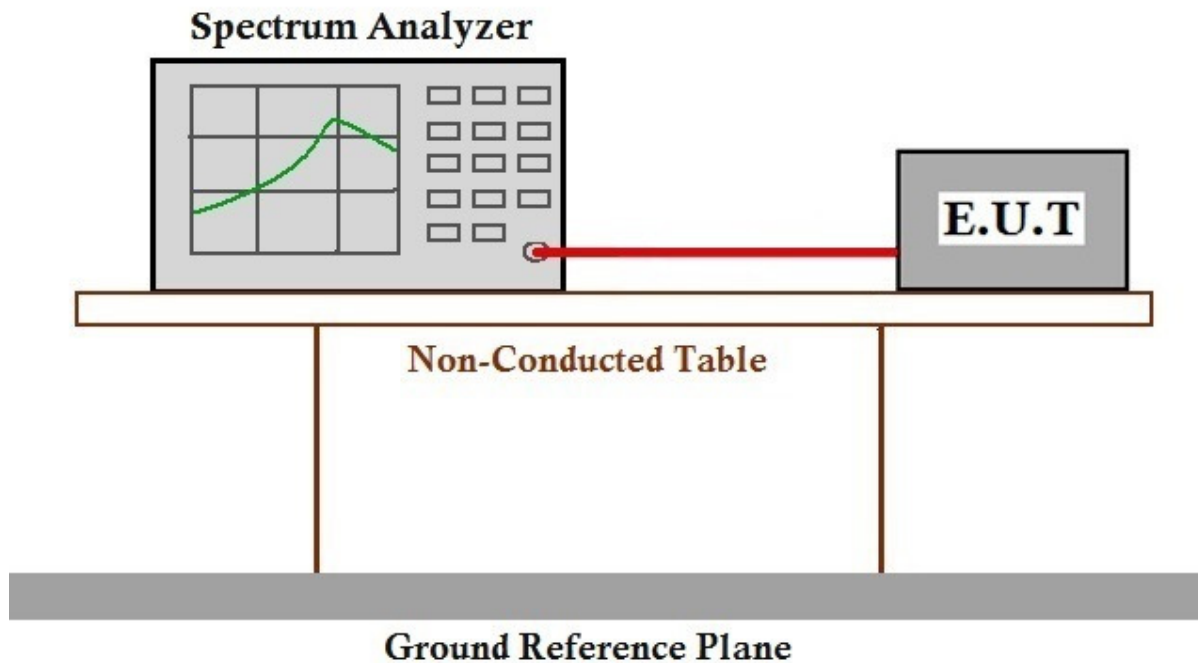 Spectrum Analyzer
E.U.T
Non-Conducted Table
Ground Reference Plane